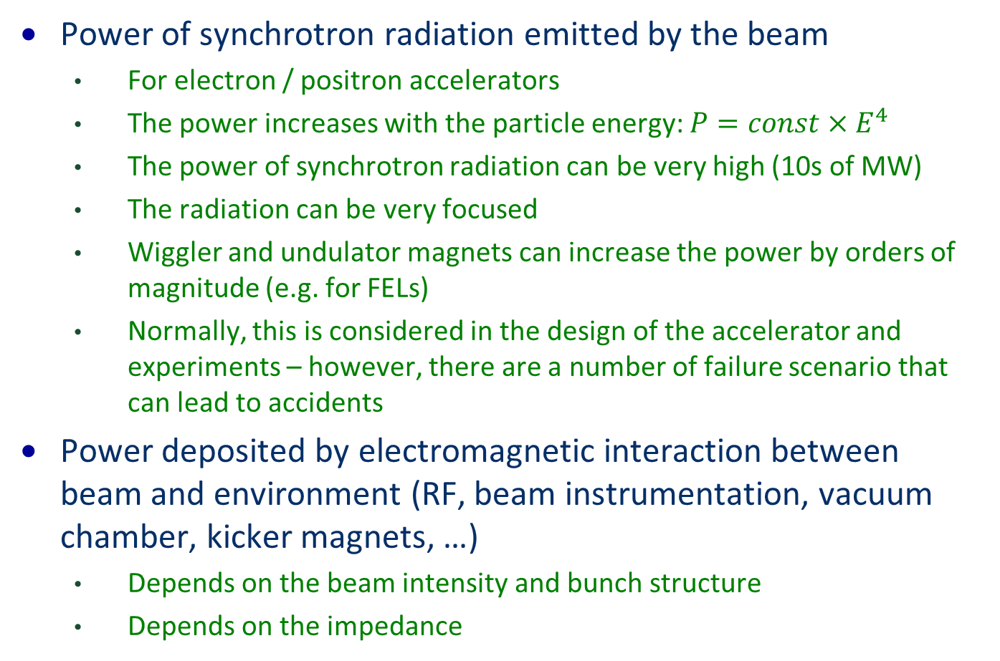 • Power of synchrotron radiation emitted by the beam
• For electron / positron accelerators
• The power increases with the particle energy: P = const × E⁴
• The power of synchrotron radiation can be very high (10s of MW)
• The radiation can be very focused
• Wiggler and undulator magnets can increase the power by orders of
magnitude (e.g. for FELs)
• Normally, this is considered in the design of the accelerator and
experiments – however, there are a number of failure scenario that
can lead to accidents
• Power deposited by electromagnetic interaction between
beam and environment (RF, beam instrumentation, vacuum
chamber, kicker magnets, …)
• Depends on the beam intensity and bunch structure
• Depends on the impedance